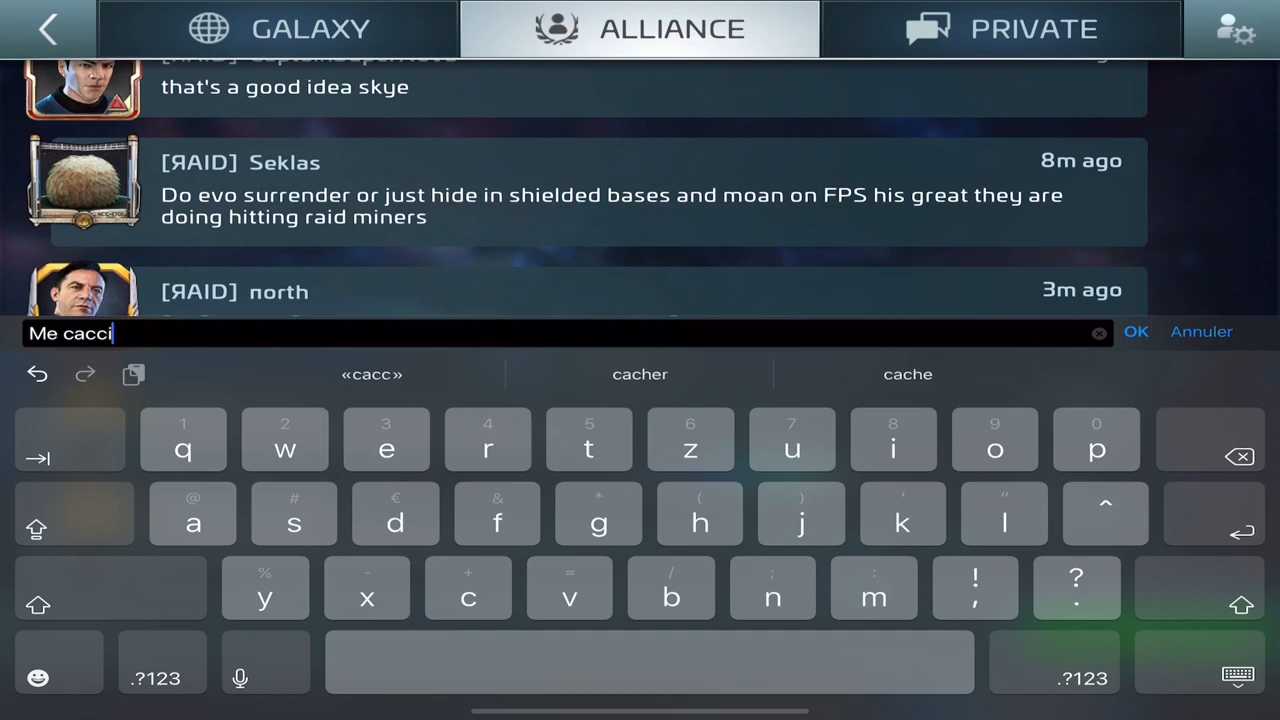 GALAXY
ALLIANCE
PRIVATE
that's a good idea skye
[ЯAID] Seklas
8m ago
Do evo surrender or just hide in shielded bases and moan on FPS his great they are
doing hitting raid miners
[ЯAID] north
3m ago
Me cacci
OK
Annuler
«cacc»
cacher
cache
1 2 3 4 5 6 7 8 9 0
q w e r t z u i o p
@ # € & * ( ) ' "
a s d f g h j k l ^
% - + = / ; : ! ?
y x c v b n m , .
.?123
.?123